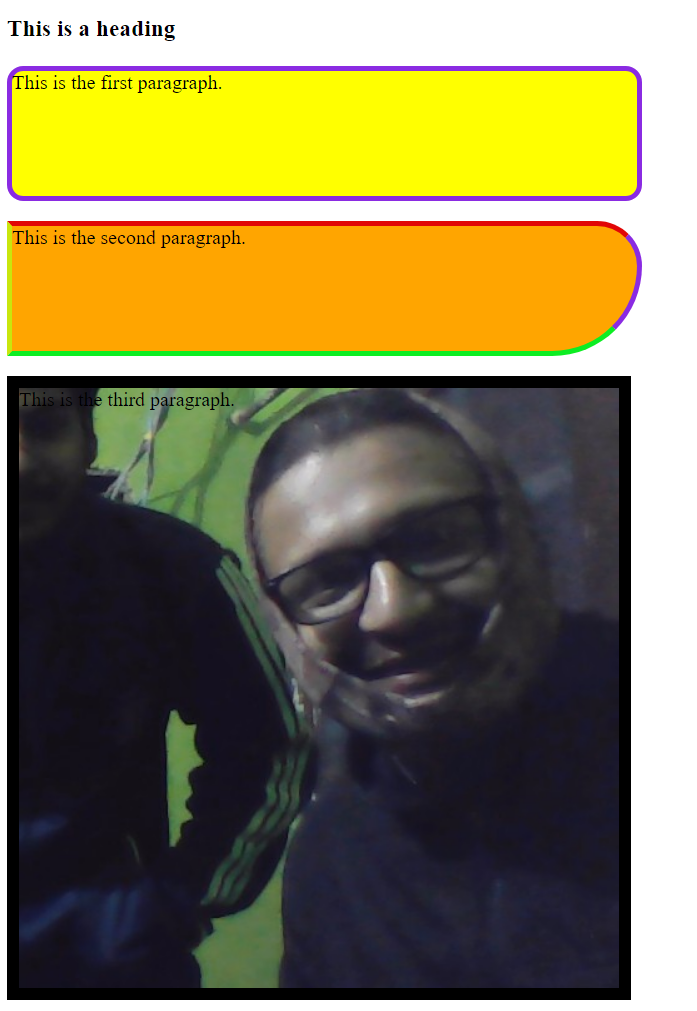 This is a heading
This is the first paragraph.
This is the second paragraph.
This is the third paragraph.